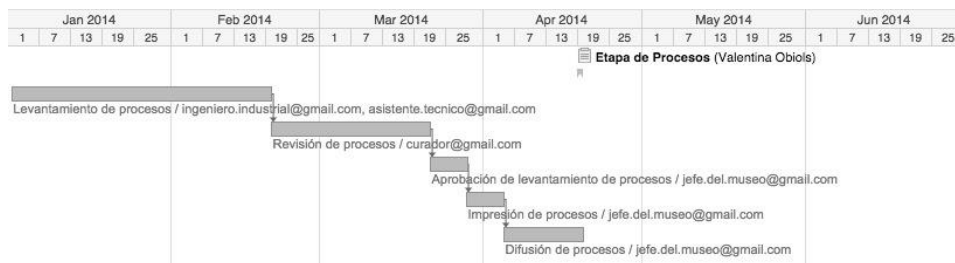 Jan 2014 Feb 2014 Mar 2014 Apr 2014 May 2014 Jun 2014
1 7 13 19 25 1 7 13 19 25 1 7 13 19 25 1 7 13 19 25 1 7 13 19 25 1 7 13 19 25
Etapa de Procesos (Valentina Obiols)
Levantamiento de procesos / ingeniero.industrial@gmail.com, asistente.tecnico@gmail.com
Revisión de procesos / curador@gmail.com
Aprobación de levantamiento de procesos / jefe.del.museo@gmail.com
Impresión de procesos / jefe.del.museo@gmail.com
Difusión de procesos / jefe.del.museo@gmail.com